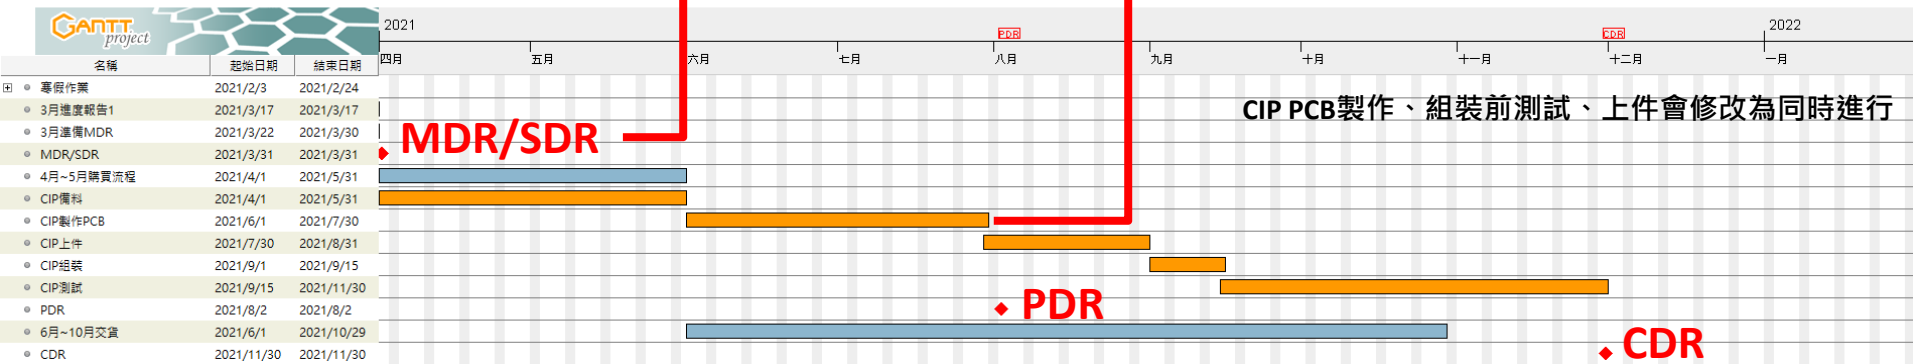 GANTT
project
2021
PDR
CDR
2022
四月 五月 六月 七月 八月 九月 十月 十一月 十二月 一月
名稱 起始日期 結束日期
寒假作業 2021/2/3 2021/2/24
3月進度報告1 2021/3/17 2021/3/17
CIP PCB製作、組裝前測試、上件會修改為同時進行
3月準備MDR 2021/3/22 2021/3/30
MDR/SDR
MDR/SDR 2021/3/31 2021/3/31
4月~5月購買流程 2021/4/1 2021/5/31
CIP備料 2021/4/1 2021/5/31
CIP製作PCB 2021/6/1 2021/7/30
CIP上件 2021/7/30 2021/8/31
CIP組裝 2021/9/1 2021/9/15
CIP測試 2021/9/15 2021/11/30
PDR 2021/8/2 2021/8/2
PDR
6月~10月交貨 2021/6/1 2021/10/29
CDR 2021/11/30 2021/11/30
CDR